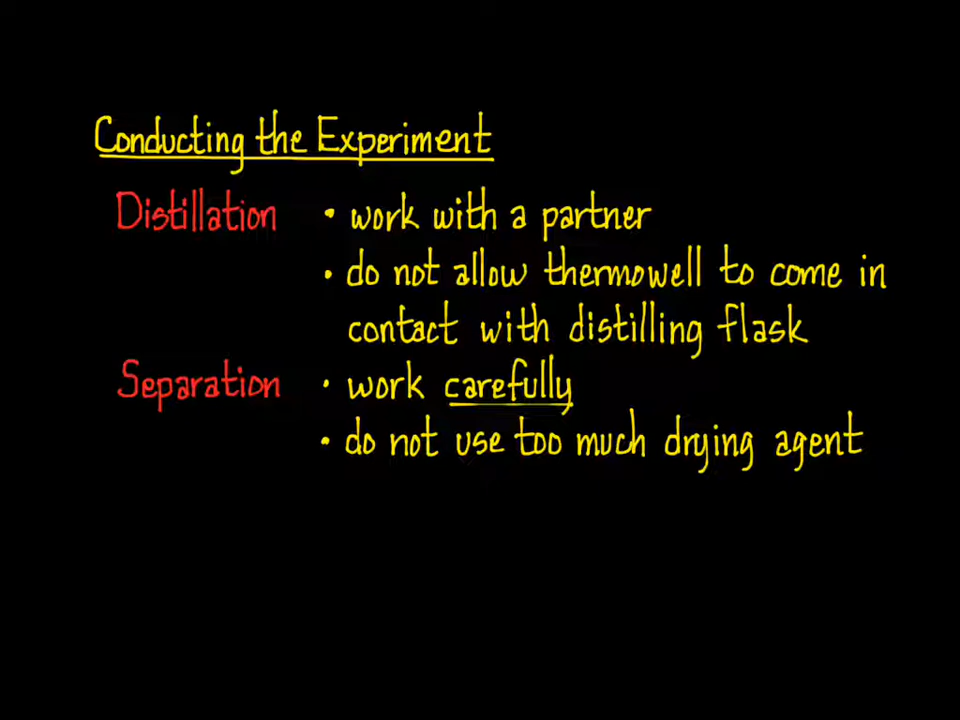 Conducting the Experiment
Distillation • work with a partner
• do not allow thermowell to come in
contact with distilling flask
Separation • work carefully
• do not use too much drying agent